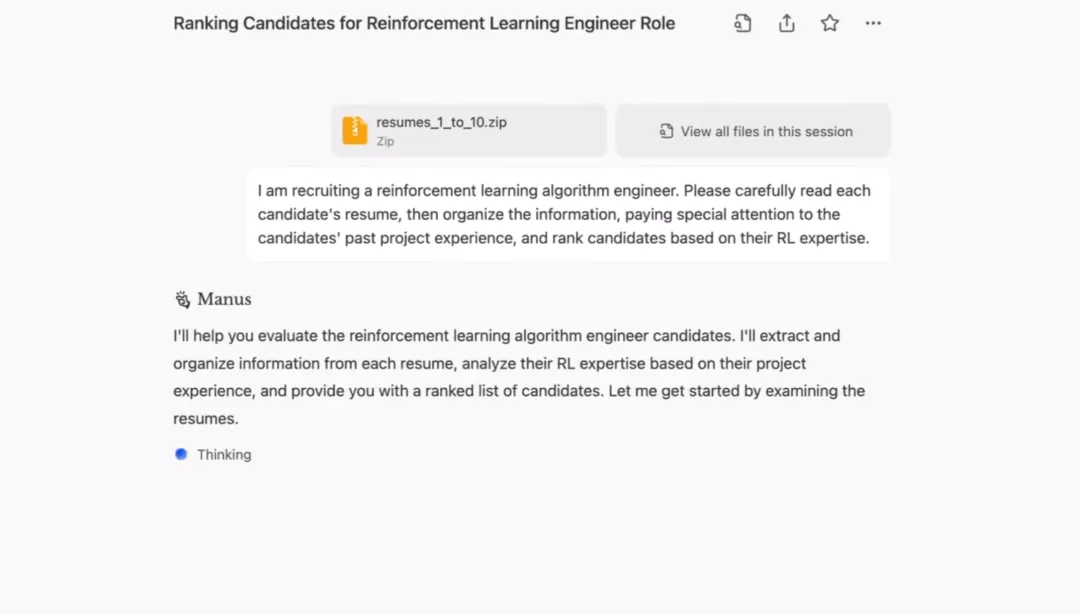 Ranking Candidates for Reinforcement Learning Engineer Role
resumes_1_to_10.zip
Zip
View all files in this session
I am recruiting a reinforcement learning algorithm engineer. Please carefully read each
candidate's resume, then organize the information, paying special attention to the
candidates' past project experience, and rank candidates based on their RL expertise.
Manus
I'll help you evaluate the reinforcement learning algorithm engineer candidates. I'll extract and
organize information from each resume, analyze their RL expertise based on their project
experience, and provide you with a ranked list of candidates. Let me get started by examining the
resumes.
Thinking